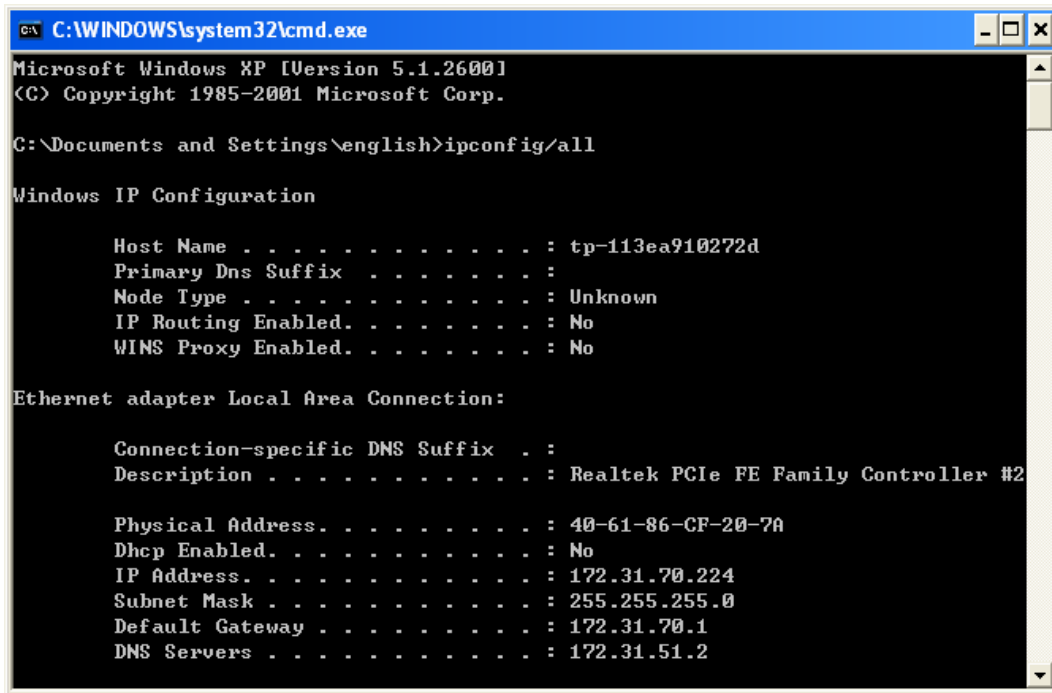 C:\WINDOWS\system32\cmd.exe
Microsoft Windows XP [Version 5.1.2600]
(C) Copyright 1985-2001 Microsoft Corp.
C:\Documents and Settings\english>ipconfig/all
Windows IP Configuration
Host Name . . . . . . . . . . . . : tp-113ea910272d
Primary Dns Suffix  . . . . . . . :
Node Type . . . . . . . . . . . . : Unknown
IP Routing Enabled. . . . . . . . : No
WINS Proxy Enabled. . . . . . . . : No
Ethernet adapter Local Area Connection:
Connection-specific DNS Suffix  . :
Description . . . . . . . . . . . : Realtek PCIe FE Family Controller #2
Physical Address. . . . . . . . . : 40-61-86-CF-20-7A
Dhcp Enabled. . . . . . . . . . . : No
IP Address. . . . . . . . . . . . : 172.31.70.224
Subnet Mask . . . . . . . . . . . : 255.255.255.0
Default Gateway . . . . . . . . . : 172.31.70.1
DNS Servers . . . . . . . . . . . : 172.31.51.2